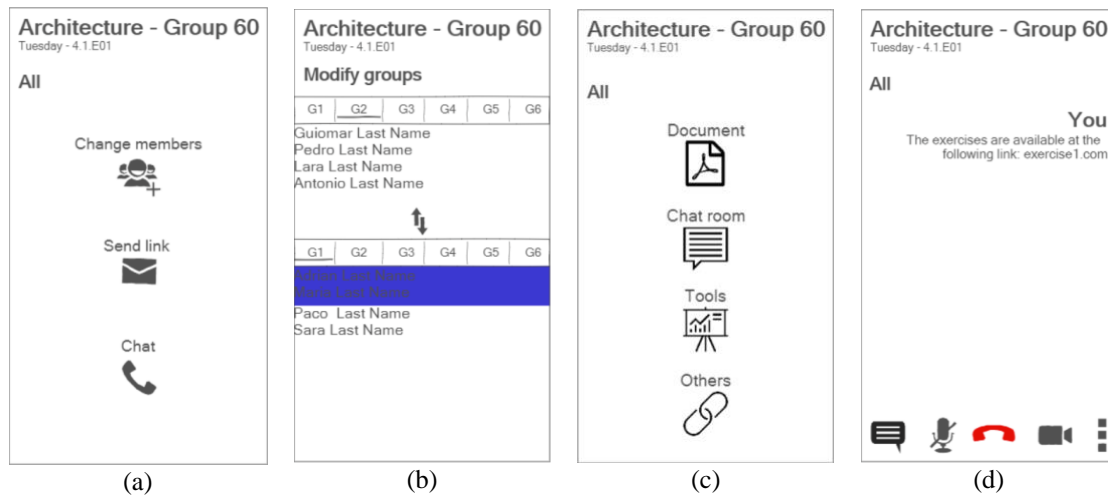 Architecture - Group 60
Tuesday - 4.1.E01
All
Change members
Send link
Chat
(a)
Architecture - Group 60
Tuesday - 4.1.E01
Modify groups
G1 G2 G3 G4 G5 G6
Guiomar Last Name
Pedro Last Name
Lara Last Name
Antonio Last Name
G1 G2 G3 G4 G5 G6
Adrian Last Name
Maria Last Name
Paco Last Name
Sara Last Name
(b)
Architecture - Group 60
Tuesday - 4.1.E01
All
Document
Chat room
Tools
Others
(c)
Architecture - Group 60
Tuesday - 4.1.E01
All
You
The exercises are available at the
following link: exercise1.com
(d)